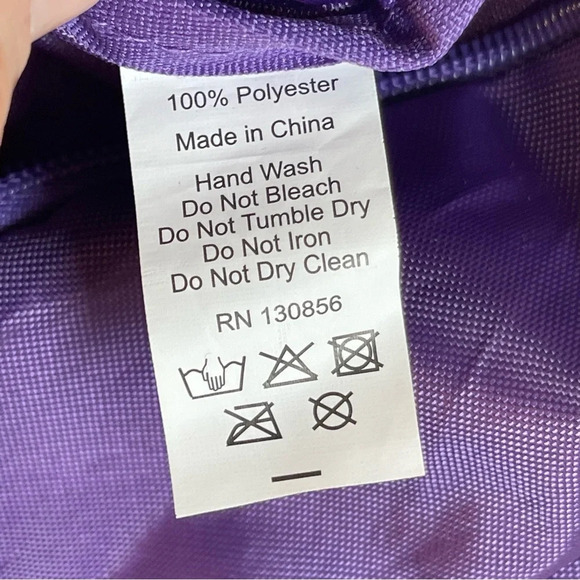 100% Polyester
Made in China
Hand Wash
Do Not Bleach
Do Not Tumble Dry
Do Not Iron
Do Not Dry Clean
RN 130856